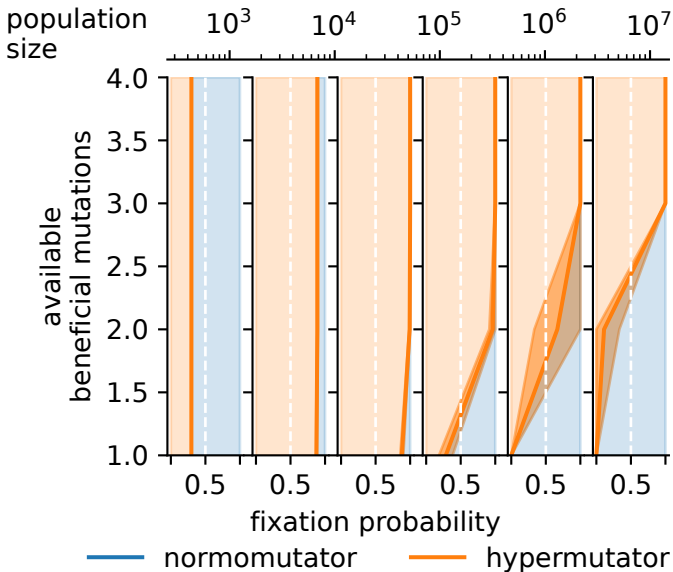 population size
10³ 10⁴ 10⁵ 10⁶ 10⁷
available beneficial mutations
4.0
3.5
3.0
2.5
2.0
1.5
1.0
0.5 0.5 0.5 0.5 0.5 0.5
fixation probability
normomutator hypermutator